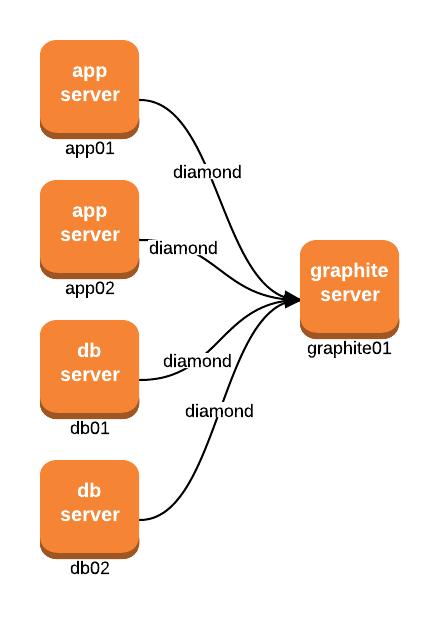 app
server
app01
diamond
app
server
app02
diamond
graphite
server
graphite01
db
server
db01
diamond
db
server
db02
diamond